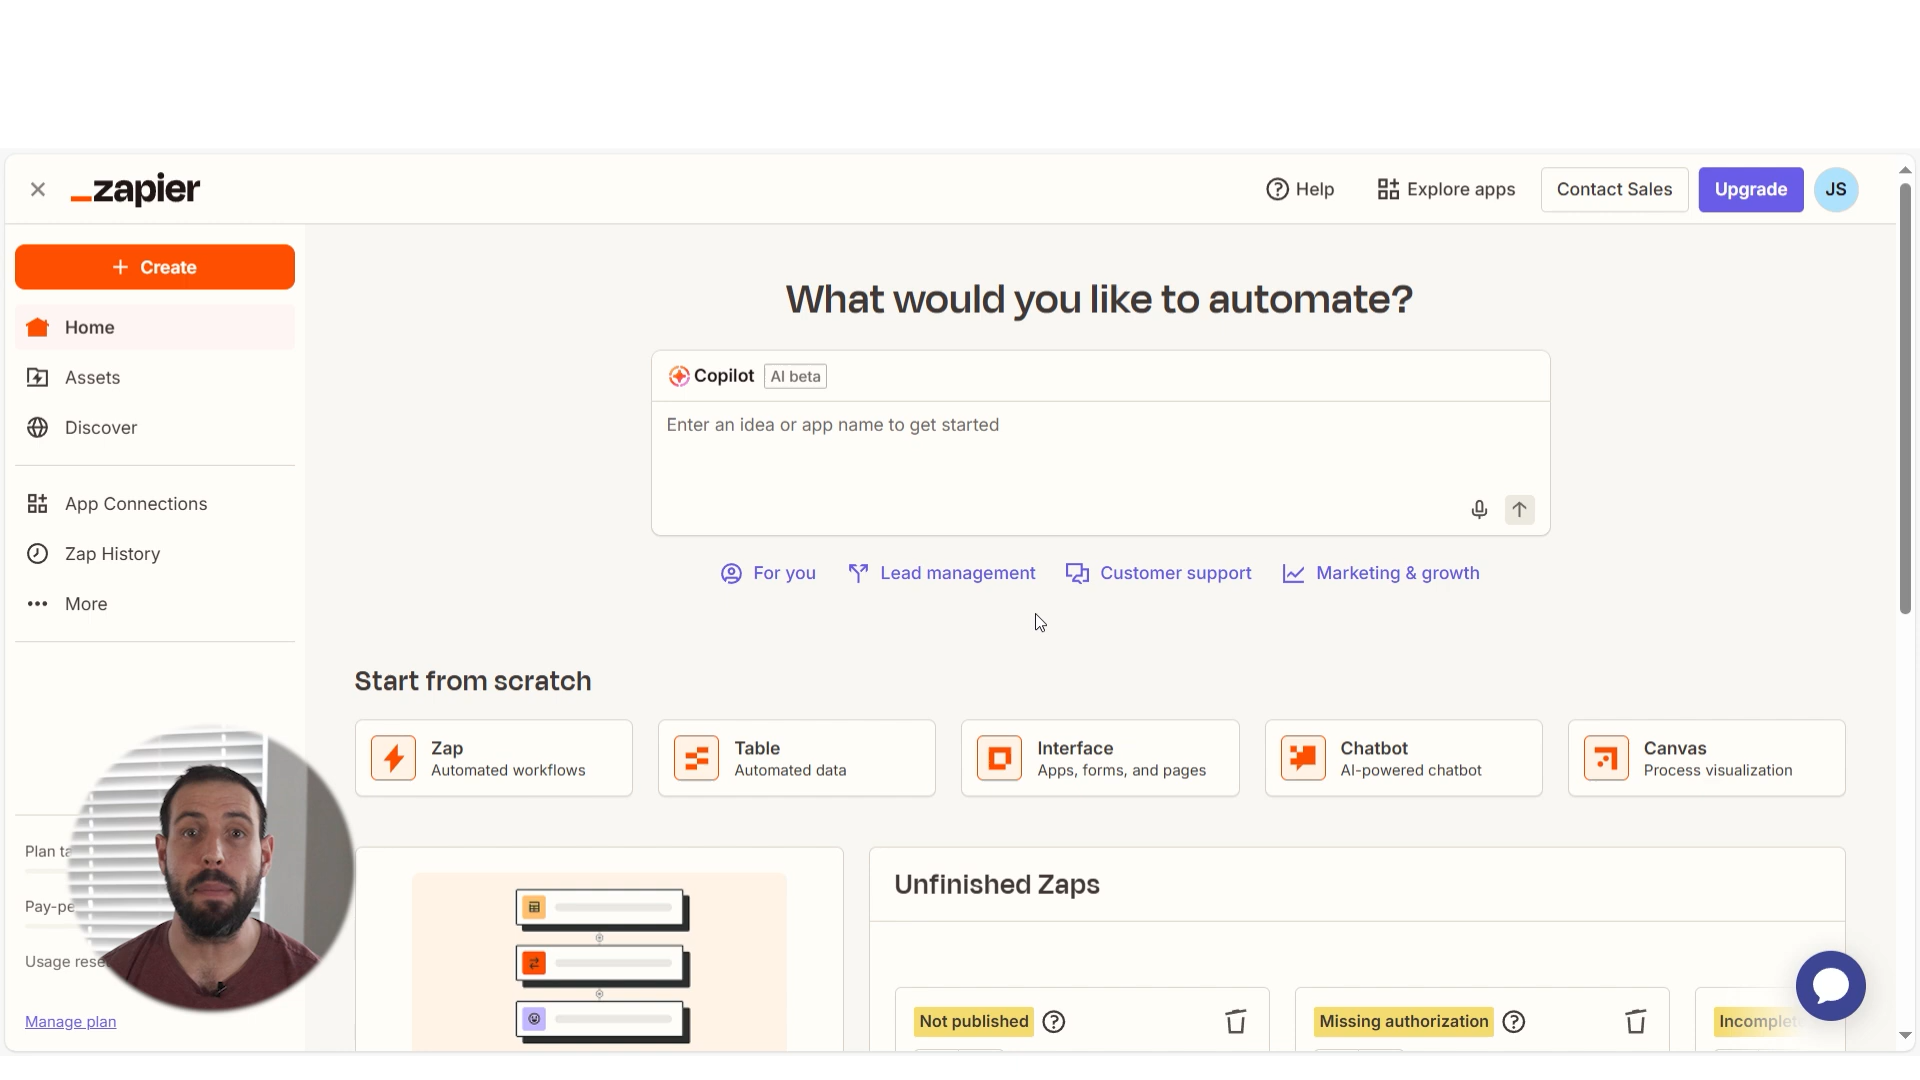 zapier
Help
Explore apps
Contact Sales
Upgrade
JS
+ Create
Home
Assets
Discover
App Connections
Zap History
More
Plan
Manage plan
What would you like to automate?
Copilot
AI beta
Enter an idea or app name to get started
For you
Lead management
Customer support
Marketing & growth
Start from scratch
Zap
Automated workflows
Table
Automated data
Interface
Apps, forms, and pages
Chatbot
AI-powered chatbot
Canvas
Process visualization
Unfinished Zaps
Not published
Missing authorization
Usage